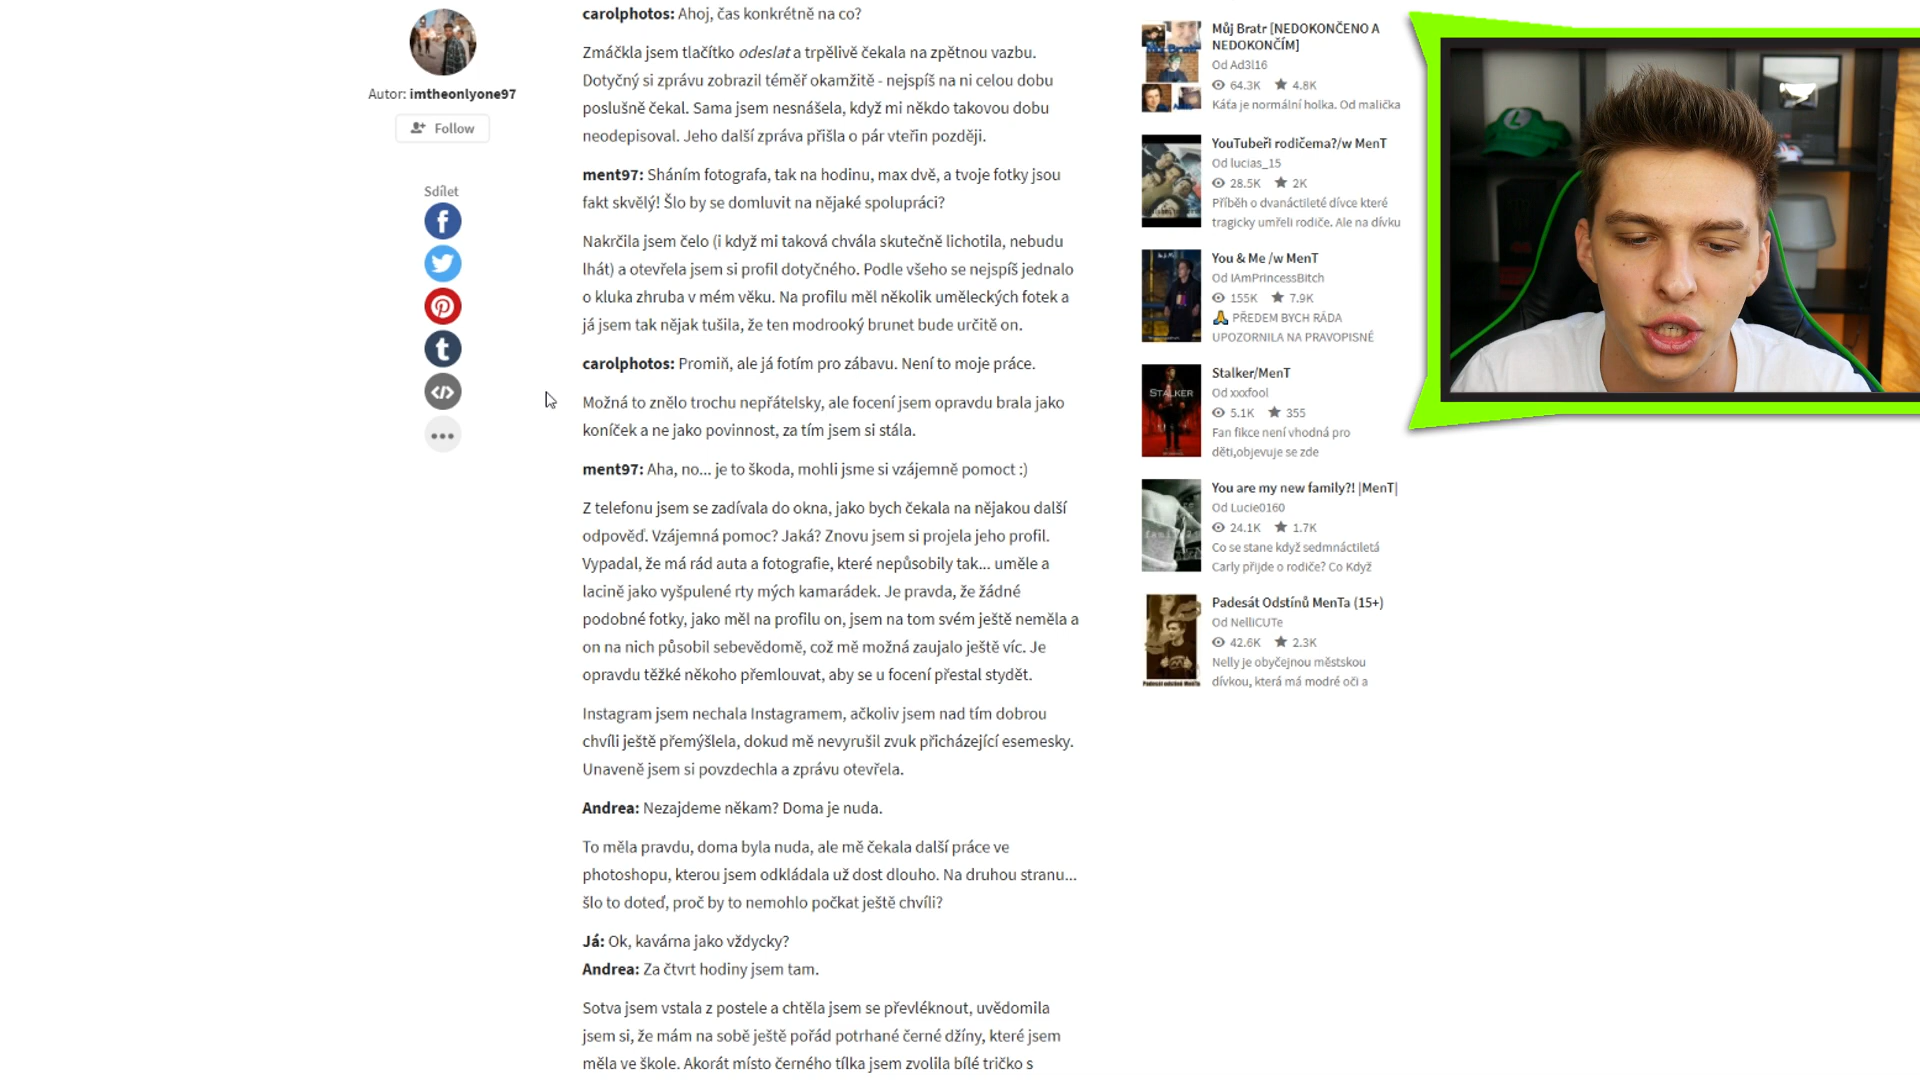 Autor: imtheonlyone97
Follow
Sdílet
carolphotos: Ahoj, čas konkrétně na co?
Zmáčkla jsem tlačítko odeslat a trpělivě čekala na zpětnou vazbu.
Dotyčný si zprávu zobrazil téměř okamžitě - nejspíš na ni celou dobu
poslušně čekal. Sama jsem nesnášela, když mi někdo takovou dobu
neodepisoval. Jeho další zpráva přišla o pár vteřin později.
ment97: Sháním fotografa, tak na hodinu, max dvě, a tvoje fotky jsou
fakt skvělý! Šlo by se domluvit na nějaké spolupráci?
Nakrčila jsem čelo (i když mi taková chvála skutečně lichotila, nebudu
lhát) a otevřela jsem si profil dotyčného. Podle všeho se nejspíš jednalo
o kluka zhruba v mém věku. Na profilu měl několik uměleckých fotek a
já jsem tak nějak tušila, že ten modrooký brunet bude určitě on.
carolphotos: Promiň, ale já fotím pro zábavu. Není to moje práce.
Možná to znělo trochu nepřátelsky, ale focení jsem opravdu brala jako
koníček a ne jako povinnost, za tím jsem si stála.
ment97: Aha, no... je to škoda, mohli jsme si vzájemně pomoct :)
Z telefonu jsem se zadívala do okna, jako bych čekala na nějakou další
odpověď. Vzájemná pomoc? Jaká? Znovu jsem si projela jeho profil.
Vypadal, že má rád auta a fotografie, které nepůsobily tak... uměle a
lacině jako vyšpulené rty mých kamarádek. Je pravda, že žádné
podobné fotky, jako měl na profilu on, jsem na tom svém ještě neměla a
on na nich působil sebevědomě, což mě možná zaujalo ještě víc. Je
opravdu těžké někoho přemlouvat, aby se u focení přestal stydět.
Instagram jsem nechala Instagramem, ačkoliv jsem nad tím dobrou
chvíli ještě přemýšlela, dokud mě nevyrušil zvuk přicházející esemesky.
Unaveně jsem si povzdechla a zprávu otevřela.
Andrea: Nezajdeme někam? Doma je nuda.
To měla pravdu, doma byla nuda, ale mě čekala další práce ve
photoshopu, kterou jsem odkládala už dost dlouho. Na druhou stranu...
šlo to doteď, proč by to nemohlo počkat ještě chvíli?
Já: Ok, kavárna jako vždycky?
Andrea: Za čtvrt hodiny jsem tam.
Sotva jsem vstala z postele a chtěla jsem se převléknout, uvědomila
jsem si, že mám na sobě ještě pořád potrhané černé džíny, které jsem
měla ve škole. Akorát místo černého tílka jsem zvolila bílé tričko s
Můj Bratr [NEDOKONČENO A
NEDOKONČÍM]
Od Ad3l16
64.3K 4.8K
Káťa je normální holka. Od malička
YouTubeři rodičema?/w MenT
Od lucias_15
28.5K 2K
Příběh o dvanáctileté dívce které
tragicky umřeli rodiče. Ale na dívku
You & Me /w MenT
Od IAmPrincessBitch
155K 7.9K
🙏 PŘEDEM BYCH RÁDA
UPOZORNILA NA PRAVOPISNÉ
STALKER
Stalker/MenT
Od xxxfool
5.1K 355
Fan fikce není vhodná pro
děti,objevuje se zde
You are my new family?! |MenT|
Od Lucie0160
24.1K 1.7K
Co se stane když sedmnáctiletá
Carly přijde o rodiče? Co Když
Padesát Odstínů MenTa (15+)
Od NelliCUTe
42.6K 2.3K
Nelly je obyčejnou městskou
dívkou, která má modré oči a
Padesát odstínů MenTa